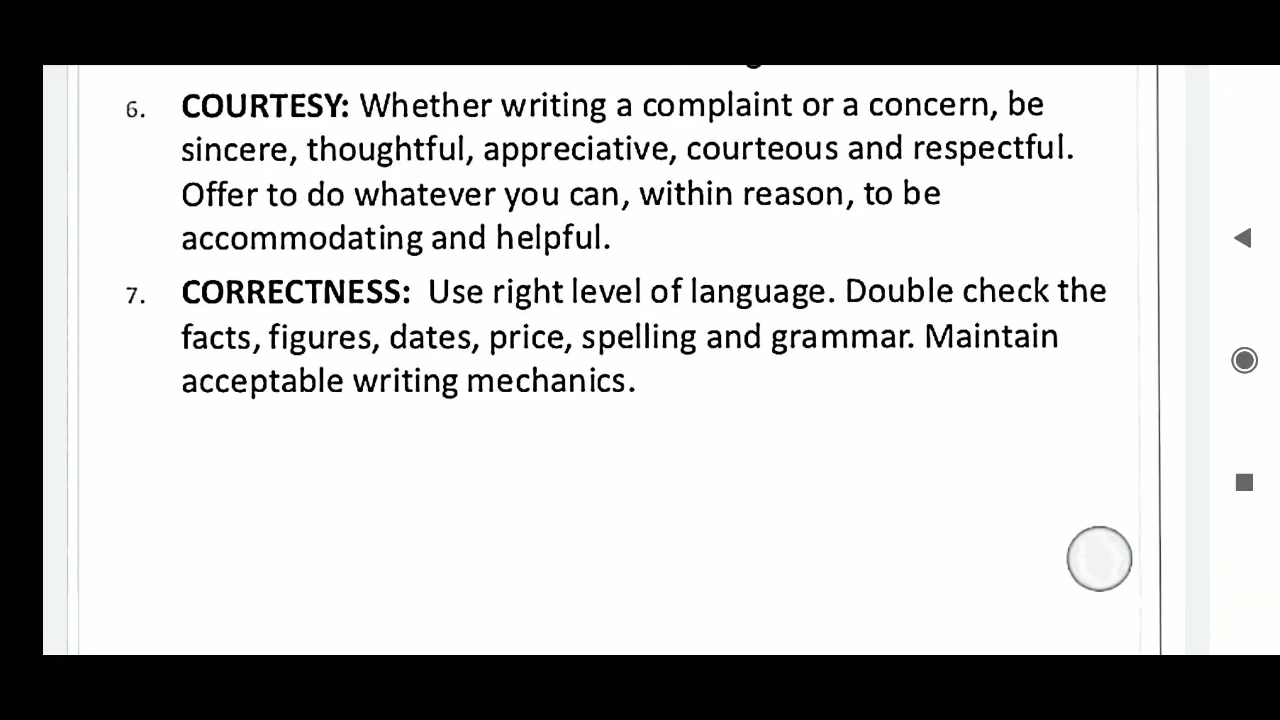 6. COURTESY: Whether writing a complaint or a concern, be
sincere, thoughtful, appreciative, courteous and respectful.
Offer to do whatever you can, within reason, to be
accommodating and helpful.
7. CORRECTNESS: Use right level of language. Double check the
facts, figures, dates, price, spelling and grammar. Maintain
acceptable writing mechanics.